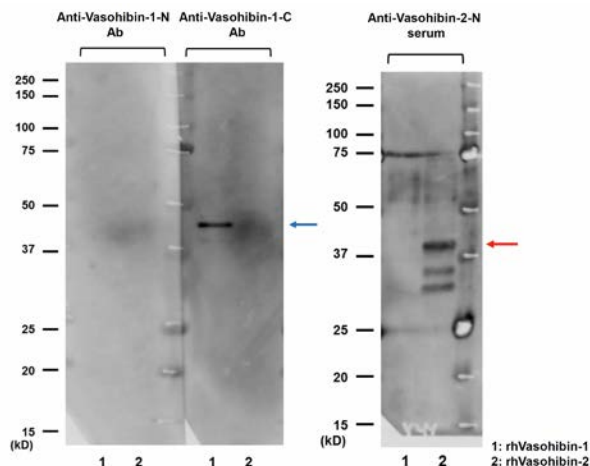 Anti-Vasohibin-1-N
Ab
Anti-Vasohibin-1-C
Ab
Anti-Vasohibin-2-N
serum
250
150
100
75
50
37
25
20
15
(kD)
1 2
1 2
250
150
100
75
50
37
25
20
15
(kD)
1 2
1: rhVasohibin-1
2: rhVasohibin-2